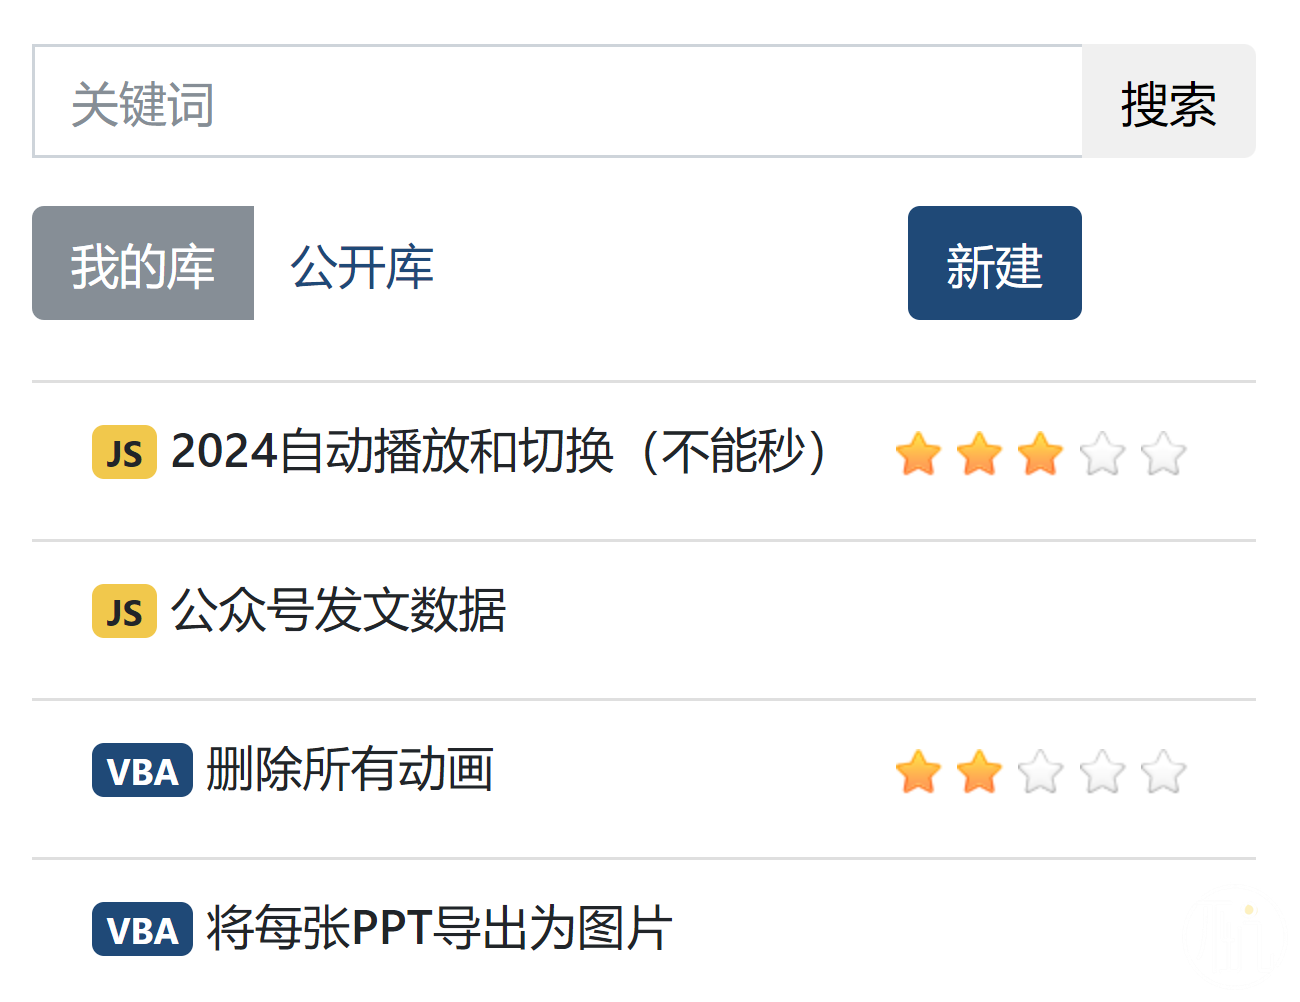 关键词
搜索
我的库
公开库
新建
JS 2024自动播放和切换（不能秒）
JS 公众号发文数据
VBA 删除所有动画
VBA 将每张PPT导出为图片